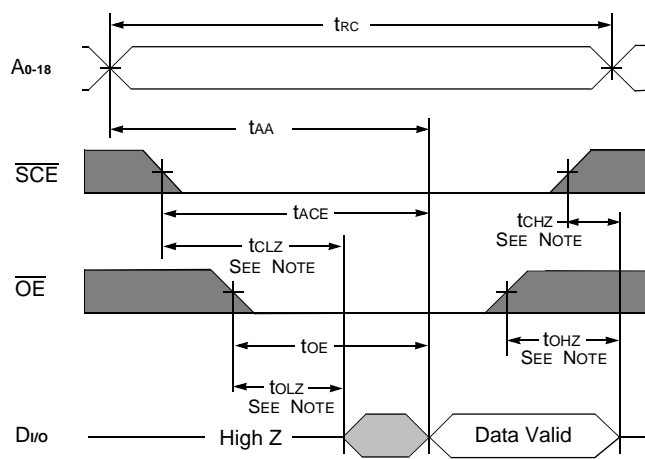 tRC
A0-18
tAA
SCE
tACE
tCHZ
SEE NOTE
tCLZ
SEE NOTE
OE
tOE
tOHZ
SEE NOTE
tOLZ
SEE NOTE
DI/O
High Z
Data Valid